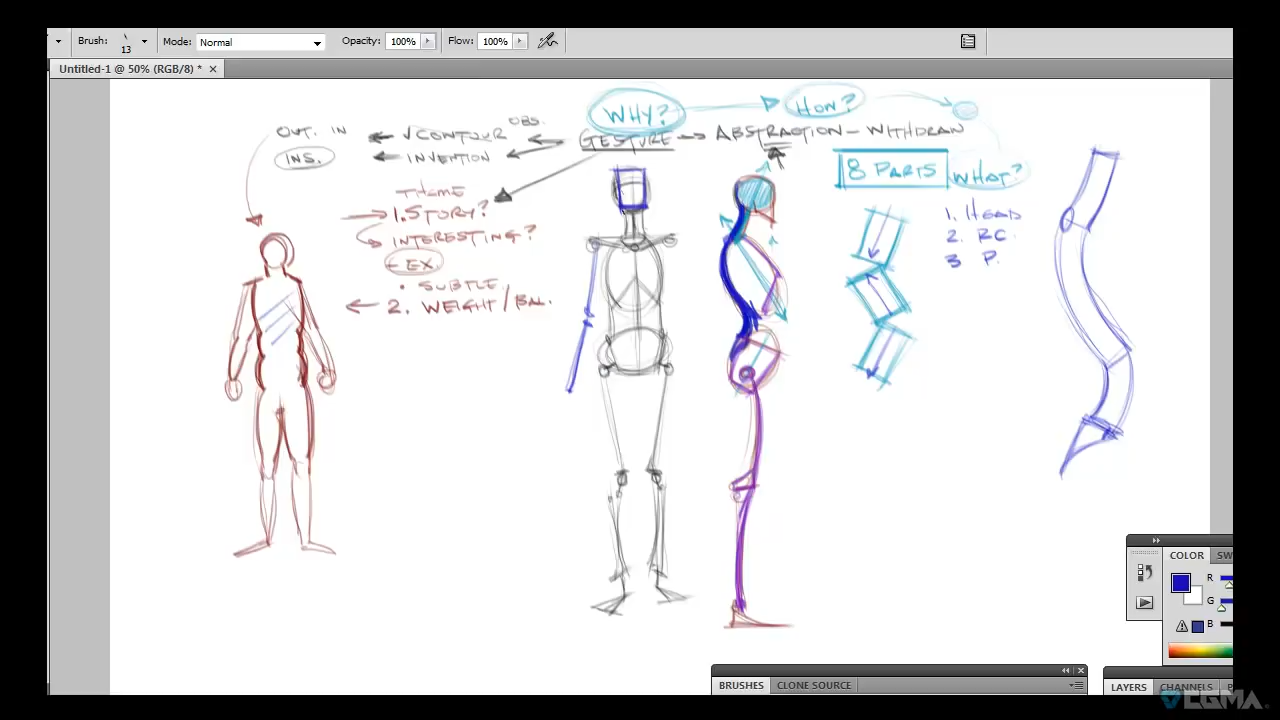 Brush: 13 Mode: Normal Opacity: 100% Flow: 100%
Untitled-1 @ 50% (RGB/8) *
WHY? HOW?
OUT. IN √CONTOUR OBS. GESTURE → ABSTRACTION - WITHDRAW
INS. INVENTION
8 PARTS WHAT?
THEME
1. STORY?
INTERESTING?
- EX.
• SUBTLE
2. WEIGHT / BAL.
1. HEAD
2. RC.
3 P.
COLOR SW
R
G
B
BRUSHES CLONE SOURCE
LAYERS CHANNELS P
CGMA